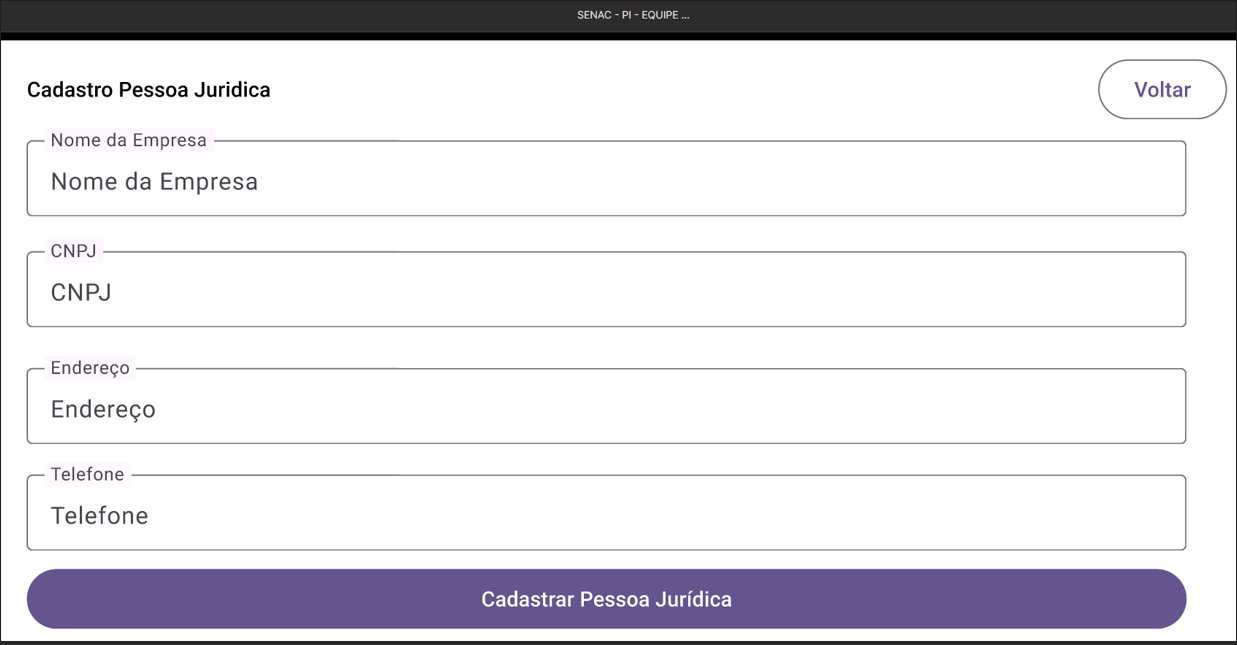 SENAC - PI - EQUIPE ...
Cadastro Pessoa Juridica
Voltar
Nome da Empresa
Nome da Empresa
CNPJ
CNPJ
Endereço
Endereço
Telefone
Telefone
Cadastrar Pessoa Jurídica